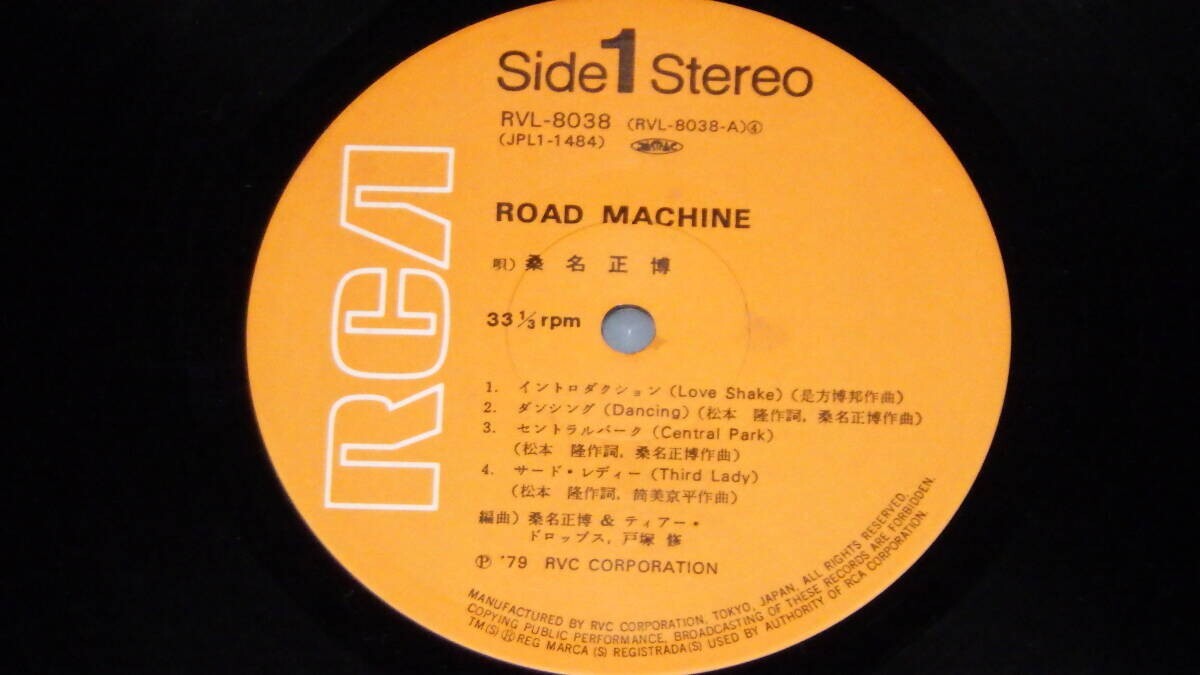 RCA
Side 1 Stereo
RVL-8038 (RVL-8038-A)④
(JPL1-1484)
ROAD MACHINE
唄) 桑名正博
33 1/3 rpm
1. イントロダクション (Love Shake) (是方博邦作曲)
2. ダンシング (Dancing) (松本 隆作詞, 桑名正博作曲)
3. セントラルパーク (Central Park)
(松本 隆作詞, 桑名正博作曲)
4. サード・レディー (Third Lady)
(松本 隆作詞, 筒美京平作曲)
編曲) 桑名正博 & ティアー・
ドロップス, 戸塚 修
Ⓟ '79 RVC CORPORATION
MANUFACTURED BY RVC CORPORATION, TOKYO, JAPAN, ALL RIGHTS RESERVED.
COPYING PUBLIC PERFORMANCE, BROADCASTING OF THESE RECORDS ARE FORBIDDEN.
TM(S) ® REG MARCA (S) REGISTRADA(S) USED BY AUTHORITY OF RCA CORPORATION.